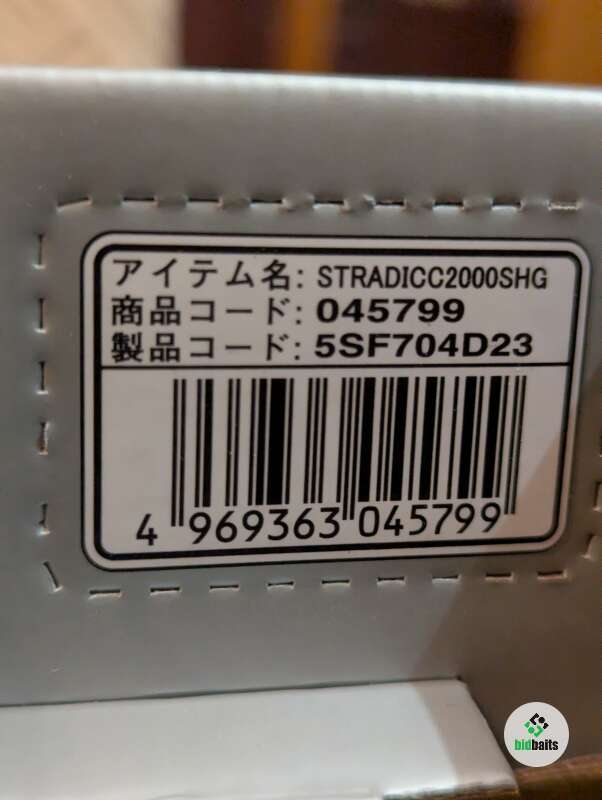 アイテム名: STRADICC2000SHG
商品コード: 045799
製品コード: 5SF704D23
4 969363 045799
bidbaits